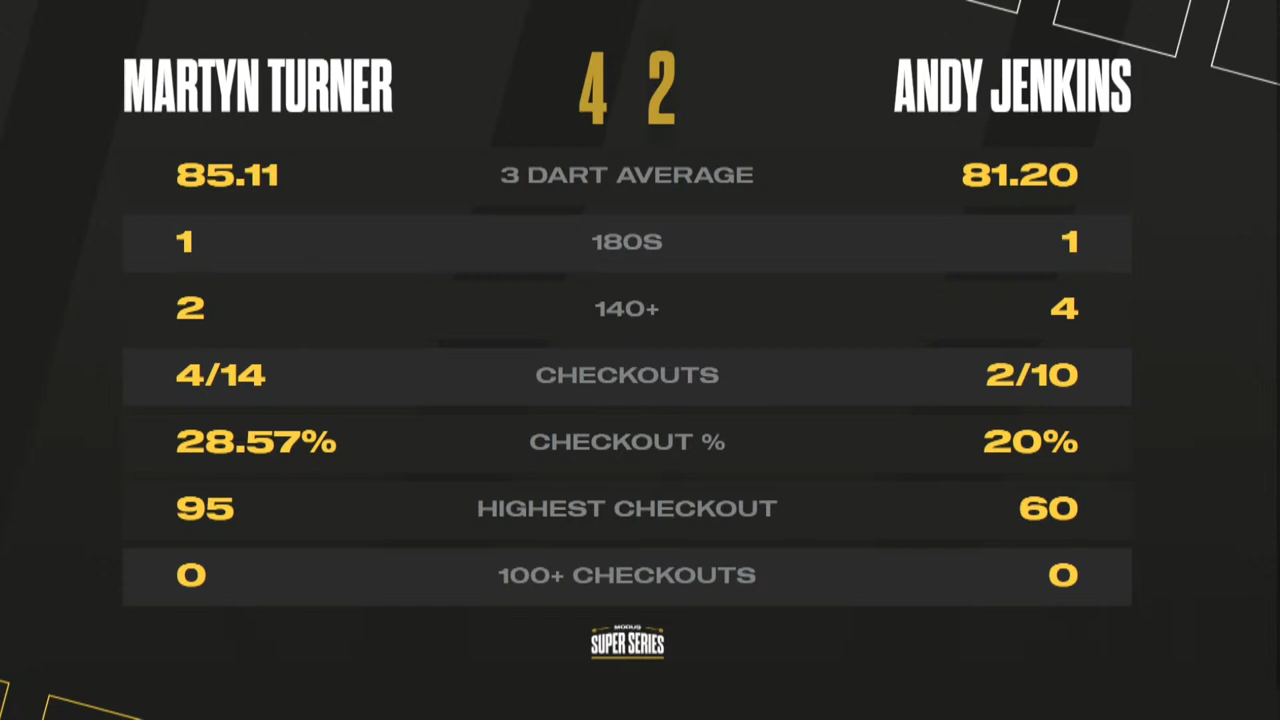 MARTYN TURNER 4 2 ANDY JENKINS
85.11 3 DART AVERAGE 81.20
1 180S 1
2 140+ 4
4/14 CHECKOUTS 2/10
28.57% CHECKOUT % 20%
95 HIGHEST CHECKOUT 60
0 100+ CHECKOUTS 0
MODUS
SUPER SERIES